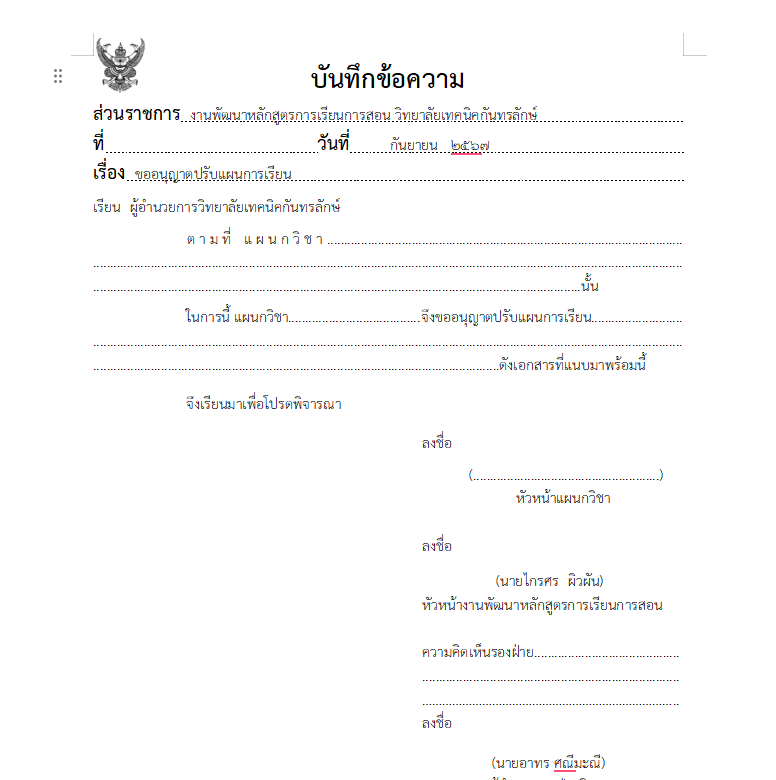 บันทึกข้อความ
ส่วนราชการ งานพัฒนาหลักสูตรการเรียนการสอน วิทยาลัยเทคนิคกันทรลักษ์
ที่ วันที่ กันยายน ๒๕๖๗
เรื่อง ขออนุญาตปรับแผนการเรียน
เรียน ผู้อำนวยการวิทยาลัยเทคนิคกันทรลักษ์
ตามที่ แผนกวิชา................................................................
................................................................
................................................................นั้น
ในการนี้ แผนกวิชา................................จึงขออนุญาตปรับแผนการเรียน......................
................................................................
................................................................ดังเอกสารที่แนบมาพร้อมนี้
จึงเรียนมาเพื่อโปรดพิจารณา
ลงชื่อ
(......................................................)
หัวหน้าแผนกวิชา
ลงชื่อ
(นายไกรศร ผิวผัน)
หัวหน้างานพัฒนาหลักสูตรการเรียนการสอน
ความคิดเห็นรองฝ่าย..........................................
................................................................
................................................................
ลงชื่อ
(นายอาทร ศณีมะณี)